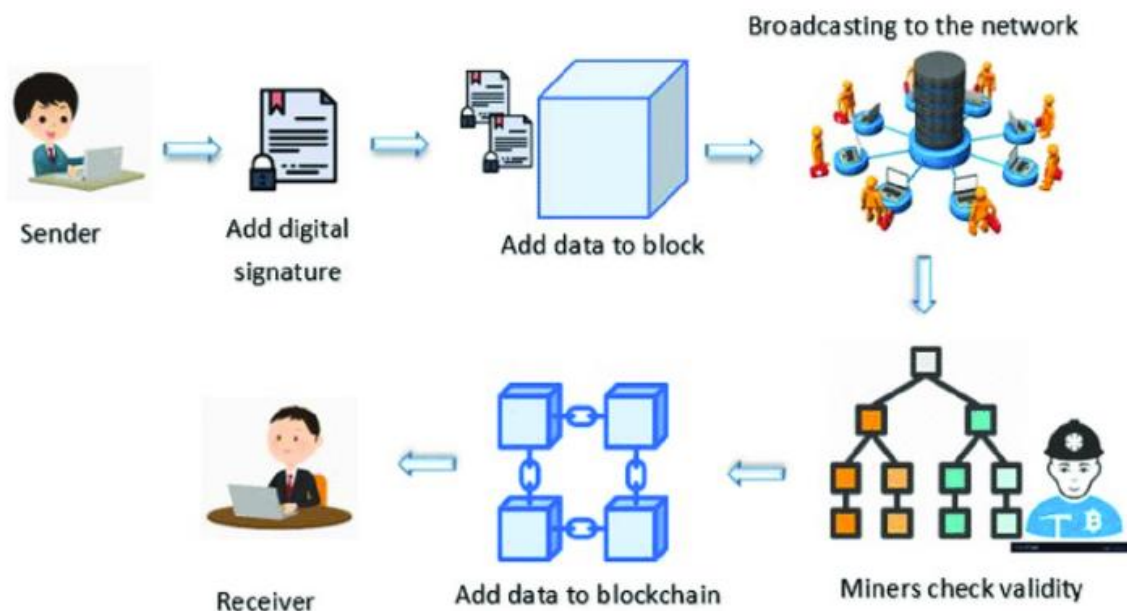 Broadcasting to the network
Sender
Add digital
signature
Add data to block
Miners check validity
Add data to blockchain
Receiver